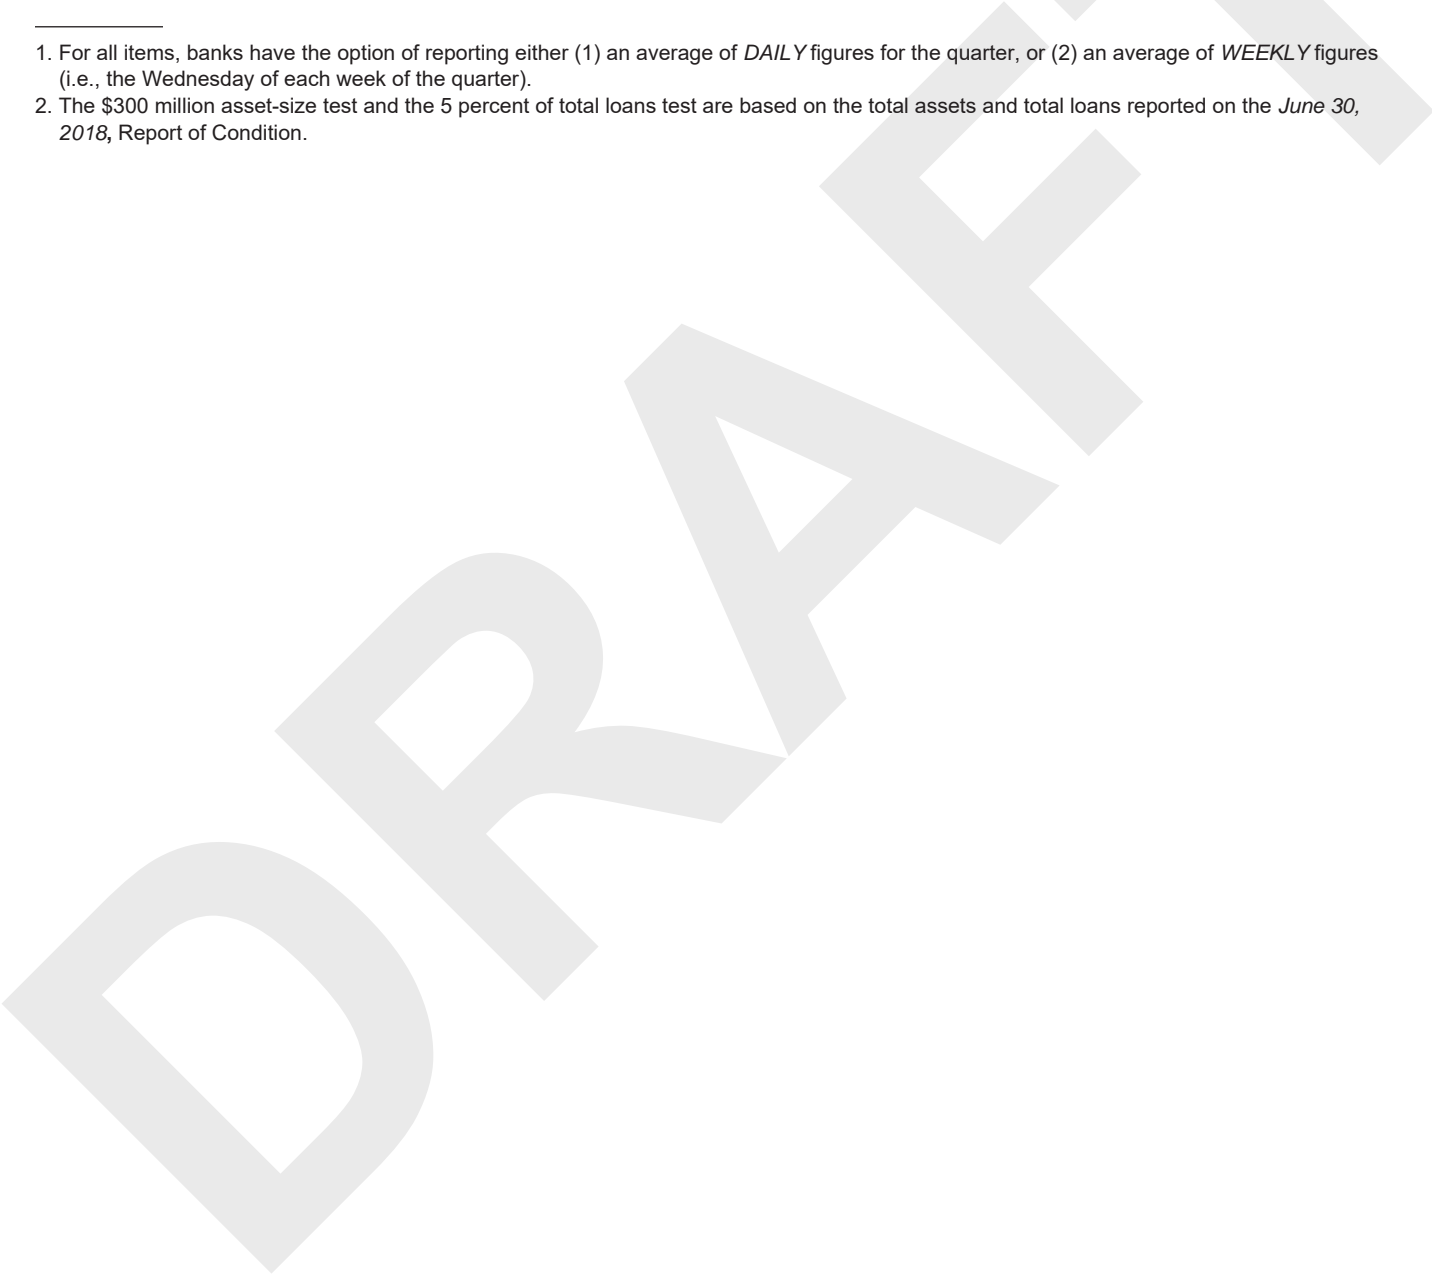 1. For all items, banks have the option of reporting either (1) an average of DAILY figures for the quarter, or (2) an average of WEEKLY figures
(i.e., the Wednesday of each week of the quarter).
2. The $300 million asset-size test and the 5 percent of total loans test are based on the total assets and total loans reported on the June 30,
2018, Report of Condition.
DRAFT